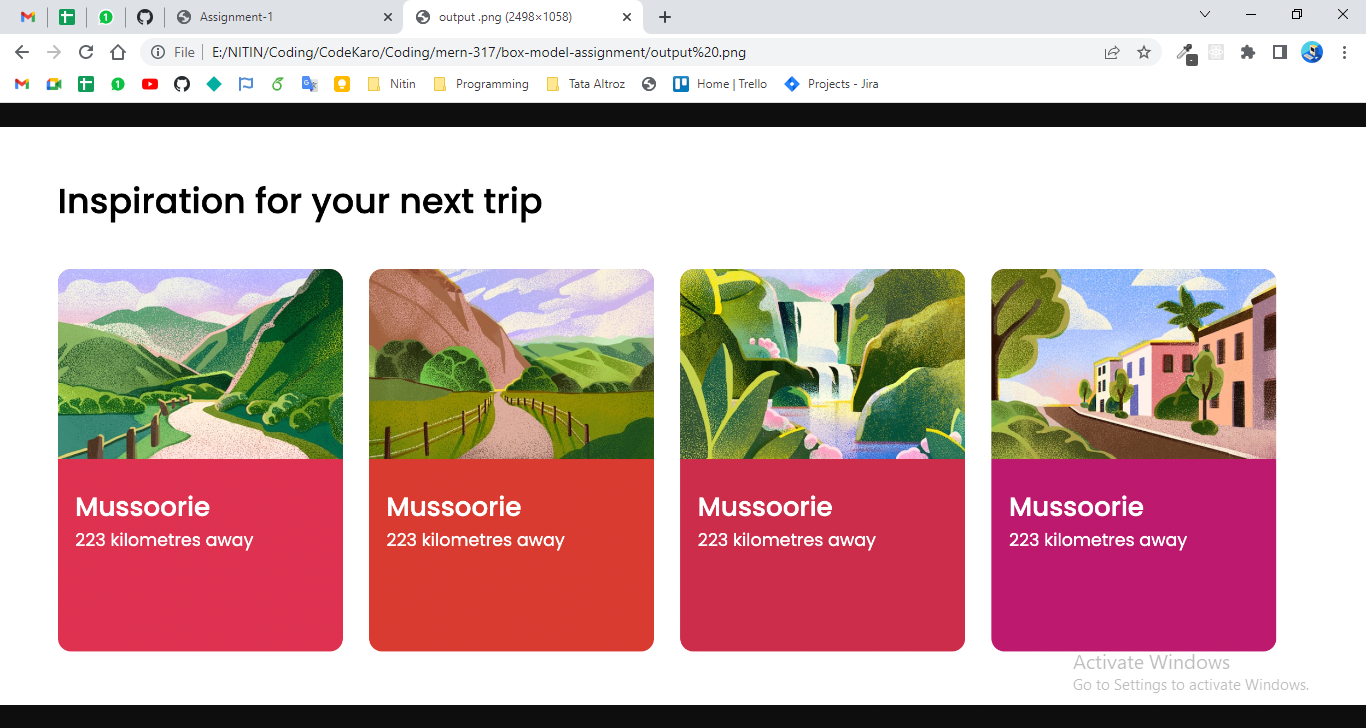 Assignment-1
output .png (2498×1058)
File
E:/NITIN/Coding/CodeKaro/Coding/mern-317/box-model-assignment/output%20.png
Nitin
Programming
Tata Altroz
Home | Trello
Projects - Jira
Inspiration for your next trip
Mussoorie
223 kilometres away
Mussoorie
223 kilometres away
Mussoorie
223 kilometres away
Mussoorie
223 kilometres away
Activate Windows
Go to Settings to activate Windows.